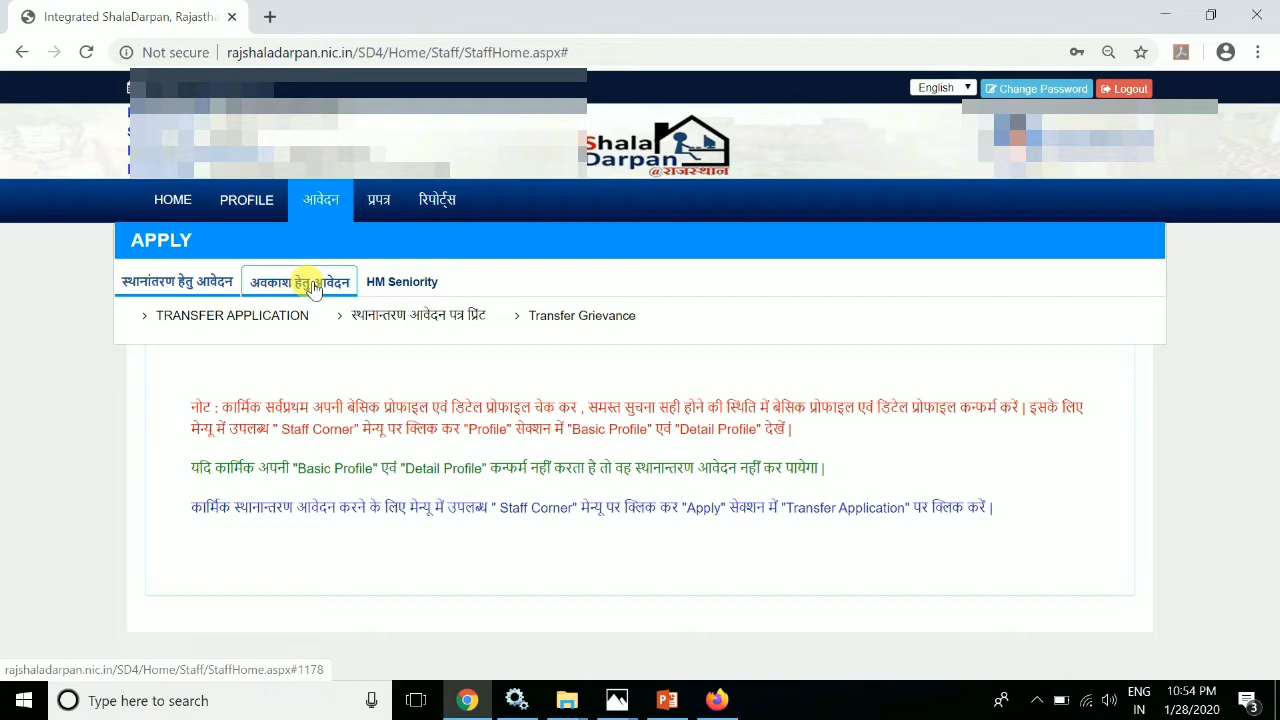 Integrated ShalaDarpan, Rajastha
Not secure
rajshaladarpan.nic.in/SD4/Home/Staff/StaffHome.aspx#
English
Change Password
Logout
Shala
Darpan
@राजस्थान
HOME
PROFILE
आवेदन
प्रपत्र
रिपोर्ट्स
APPLY
स्थानांतरण हेतु आवेदन
अवकाश हेतु आवेदन
HM Seniority
TRANSFER APPLICATION
स्थानान्तरण आवेदन पत्र प्रिंट
Transfer Grievance
नोट : कार्मिक सर्वप्रथम अपनी बेसिक प्रोफाइल एवं डिटेल प्रोफाइल चेक कर , समस्त सुचना सही होने की स्थिति में बेसिक प्रोफाइल एवं डिटेल प्रोफाइल कन्फर्म करें | इसके लिए
मेन्यू में उपलब्ध " Staff Corner" मेन्यू पर क्लिक कर "Profile" सेक्शन में "Basic Profile" एवं "Detail Profile" देखें |
यदि कार्मिक अपनी "Basic Profile" एवं "Detail Profile" कन्फर्म नहीं करता है तो वह स्थानान्तरण आवेदन नहीं कर पायेगा |
कार्मिक स्थानान्तरण आवेदन करने के लिए मेन्यू में उपलब्ध " Staff Corner" मेन्यू पर क्लिक कर "Apply" सेक्शन में "Transfer Application" पर क्लिक करें |
rajshaladarpan.nic.in/SD4/Home/Staff/StaffHome.aspx#1178
Type here to search
ENG
IN
10:54 PM
1/28/2020
3